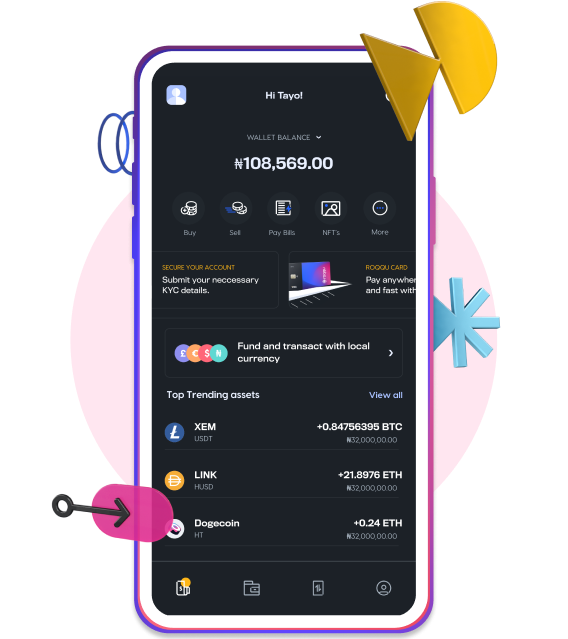 Hi Tayo!
WALLET BALANCE
₦108,569.00
Buy
Sell
Pay Bills
NFT's
More
SECURE YOUR ACCOUNT
Submit your neccessary
KYC details.
ROQQU CARD
Pay anywher
and fast with
£ € $ ₦
Fund and transact with local
currency
Top Trending assets
View all
XEM
+0.84756395 BTC
USDT
₦32,000,00.00
LINK
+21.8976 ETH
HUSD
₦32,000,00.00
Dogecoin
+0.24 ETH
HT
₦32,000,00.00